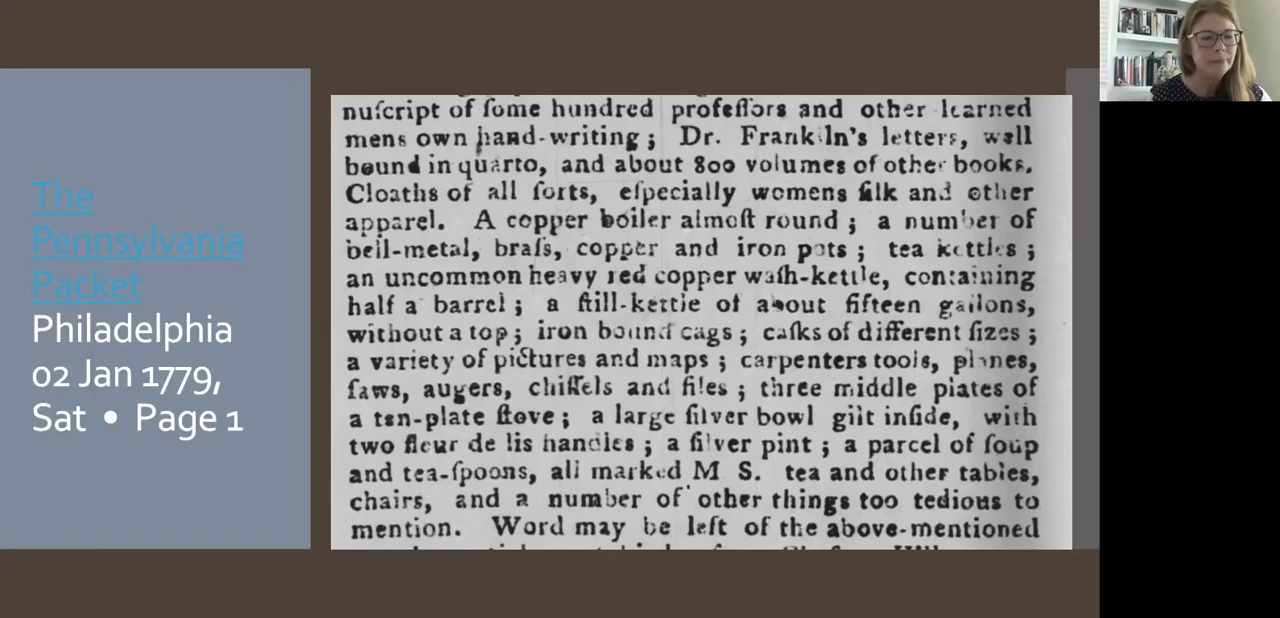 The
Pennsylvania
Packet
Philadelphia
02 Jan 1779,
Sat • Page 1
nuſcript of ſome hundred profeſſors and other learned
mens own hand-writing; Dr. Franklin's letters, well
bound in quarto, and about 800 volumes of other books.
Cloaths of all ſorts, eſpecially womens ſilk and other
apparel. A copper boiler almoſt round; a number of
bell-metal, braſs, copper and iron pots; tea kettles;
an uncommon heavy red copper waſh-kettle, containing
half a barrel; a ſtill-kettle of about fifteen gallons,
without a top; iron bound cags; caſks of different ſizes;
a variety of pictures and maps; carpenters tools, planes,
ſaws, augers, chiſſels and files; three middle plates of
a ten-plate ſtove; a large ſilver bowl gilt inſide, with
two fleur de lis handles; a ſilver pint; a parcel of ſoup
and tea-ſpoons, all marked M S. tea and other tables,
chairs, and a number of other things too tedious to
mention. Word may be left of the above-mentioned